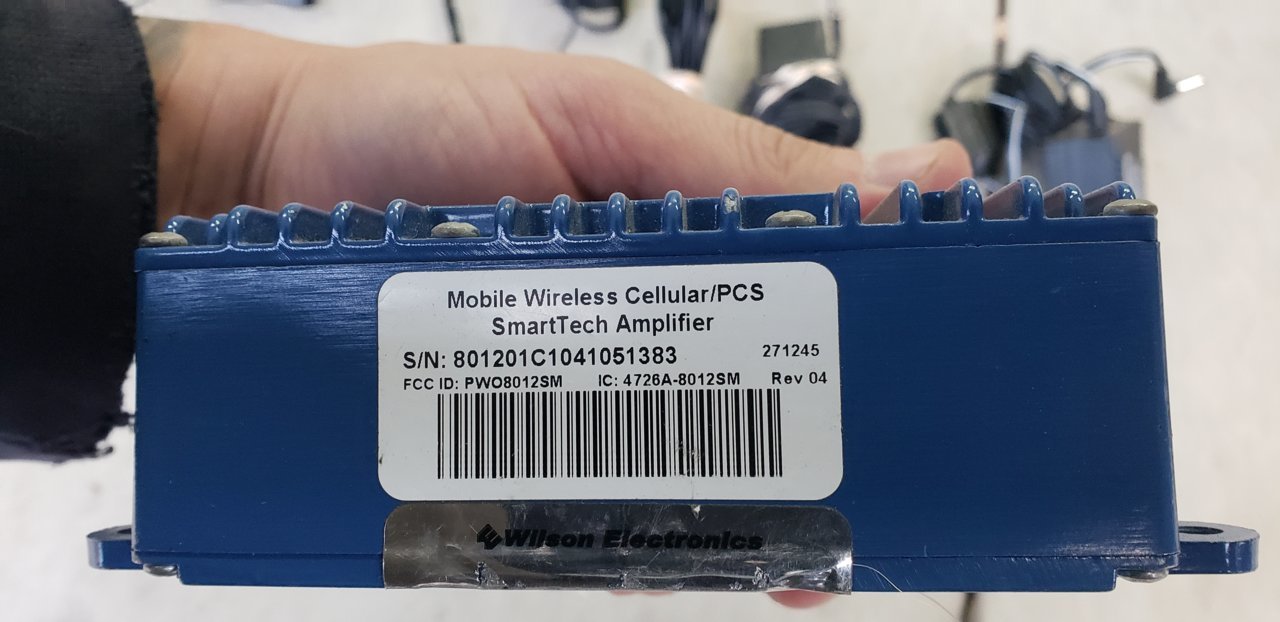 Mobile Wireless Cellular/PCS
SmartTech Amplifier
S/N: 801201C1041051383 271245
FCC ID: PWO8012SM IC: 4726A-8012SM Rev 04
Wilson Electronics